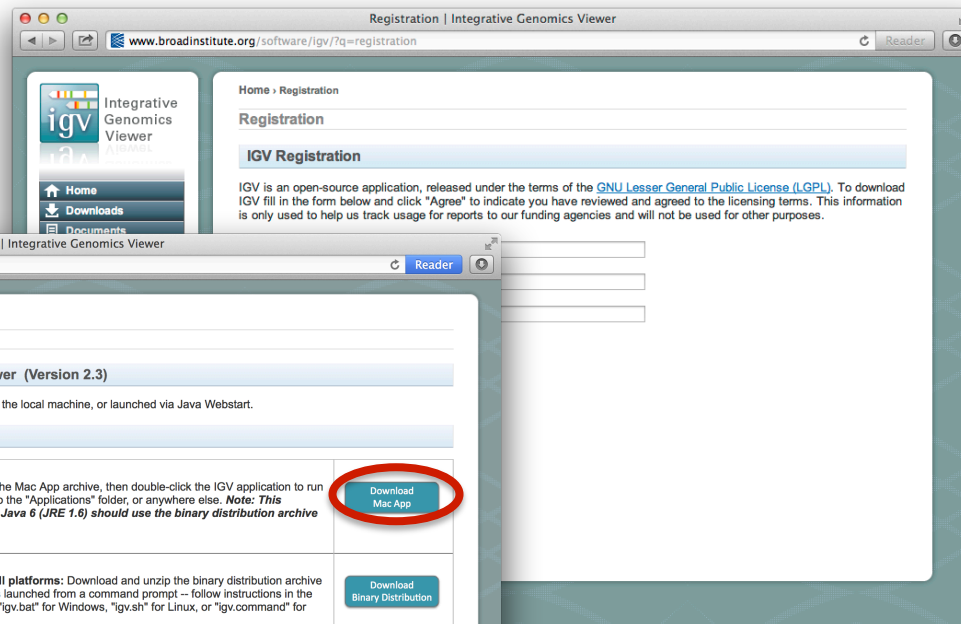 Registration | Integrative Genomics Viewer
www.broadinstitute.org/software/igv/?q=registration
Reader
igv
Integrative
Genomics
Viewer
Home
Downloads
Documents
Home › Registration
Registration
IGV Registration
IGV is an open-source application, released under the terms of the GNU Lesser General Public License (LGPL). To download
IGV fill in the form below and click "Agree" to indicate you have reviewed and agreed to the licensing terms. This information
is only used to help us track usage for reports to our funding agencies and will not be used for other purposes.
| Integrative Genomics Viewer
Reader
(Version 2.3)
the local machine, or launched via Java Webstart.
the Mac App archive, then double-click the IGV application to run
the "Applications" folder, or anywhere else. Note: This
Java 6 (JRE 1.6) should use the binary distribution archive
Download
Mac App
platforms: Download and unzip the binary distribution archive
launched from a command prompt -- follow instructions in the
"igv.bat" for Windows, "igv.sh" for Linux, or "igv.command" for
Download
Binary Distribution